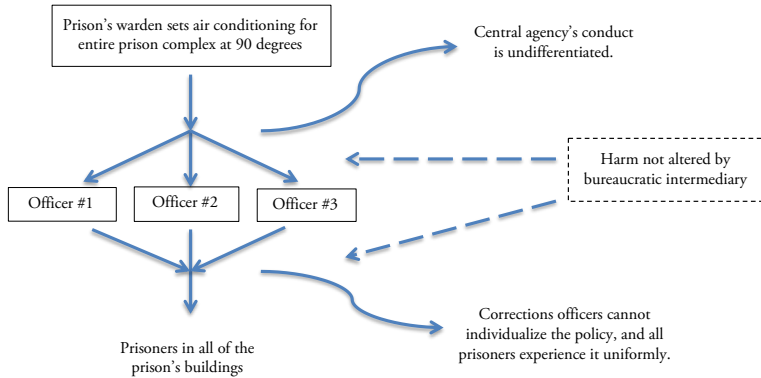 Prison's warden sets air conditioning for
entire prison complex at 90 degrees
Central agency's conduct
is undifferentiated.
Harm not altered by
bureaucratic intermediary
Officer #1
Officer #2
Officer #3
Corrections officers cannot
individualize the policy, and all
prisoners experience it uniformly.
Prisoners in all of the
prison's buildings